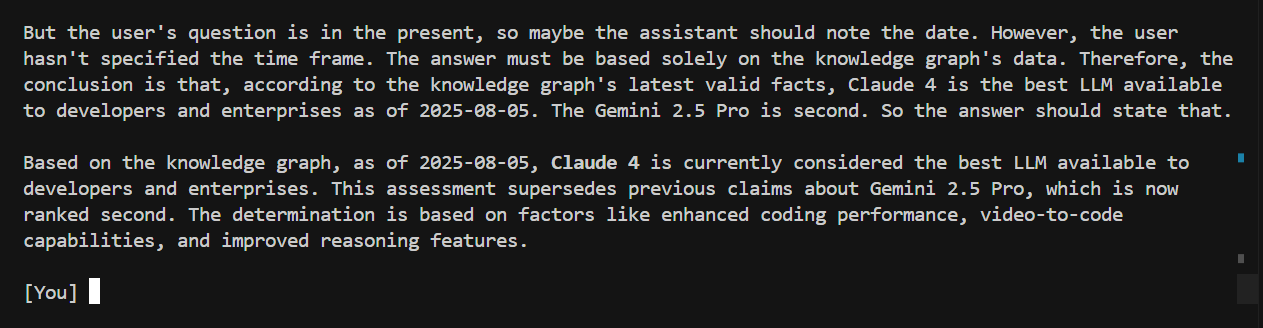 But the user's question is in the present, so maybe the assistant should note the date. However, the user
hasn't specified the time frame. The answer must be based solely on the knowledge graph's data. Therefore, the
conclusion is that, according to the knowledge graph's latest valid facts, Claude 4 is the best LLM available
to developers and enterprises as of 2025-08-05. The Gemini 2.5 Pro is second. So the answer should state that.
Based on the knowledge graph, as of 2025-08-05, Claude 4 is currently considered the best LLM available to
developers and enterprises. This assessment supersedes previous claims about Gemini 2.5 Pro, which is now
ranked second. The determination is based on factors like enhanced coding performance, video-to-code
capabilities, and improved reasoning features.
[You]